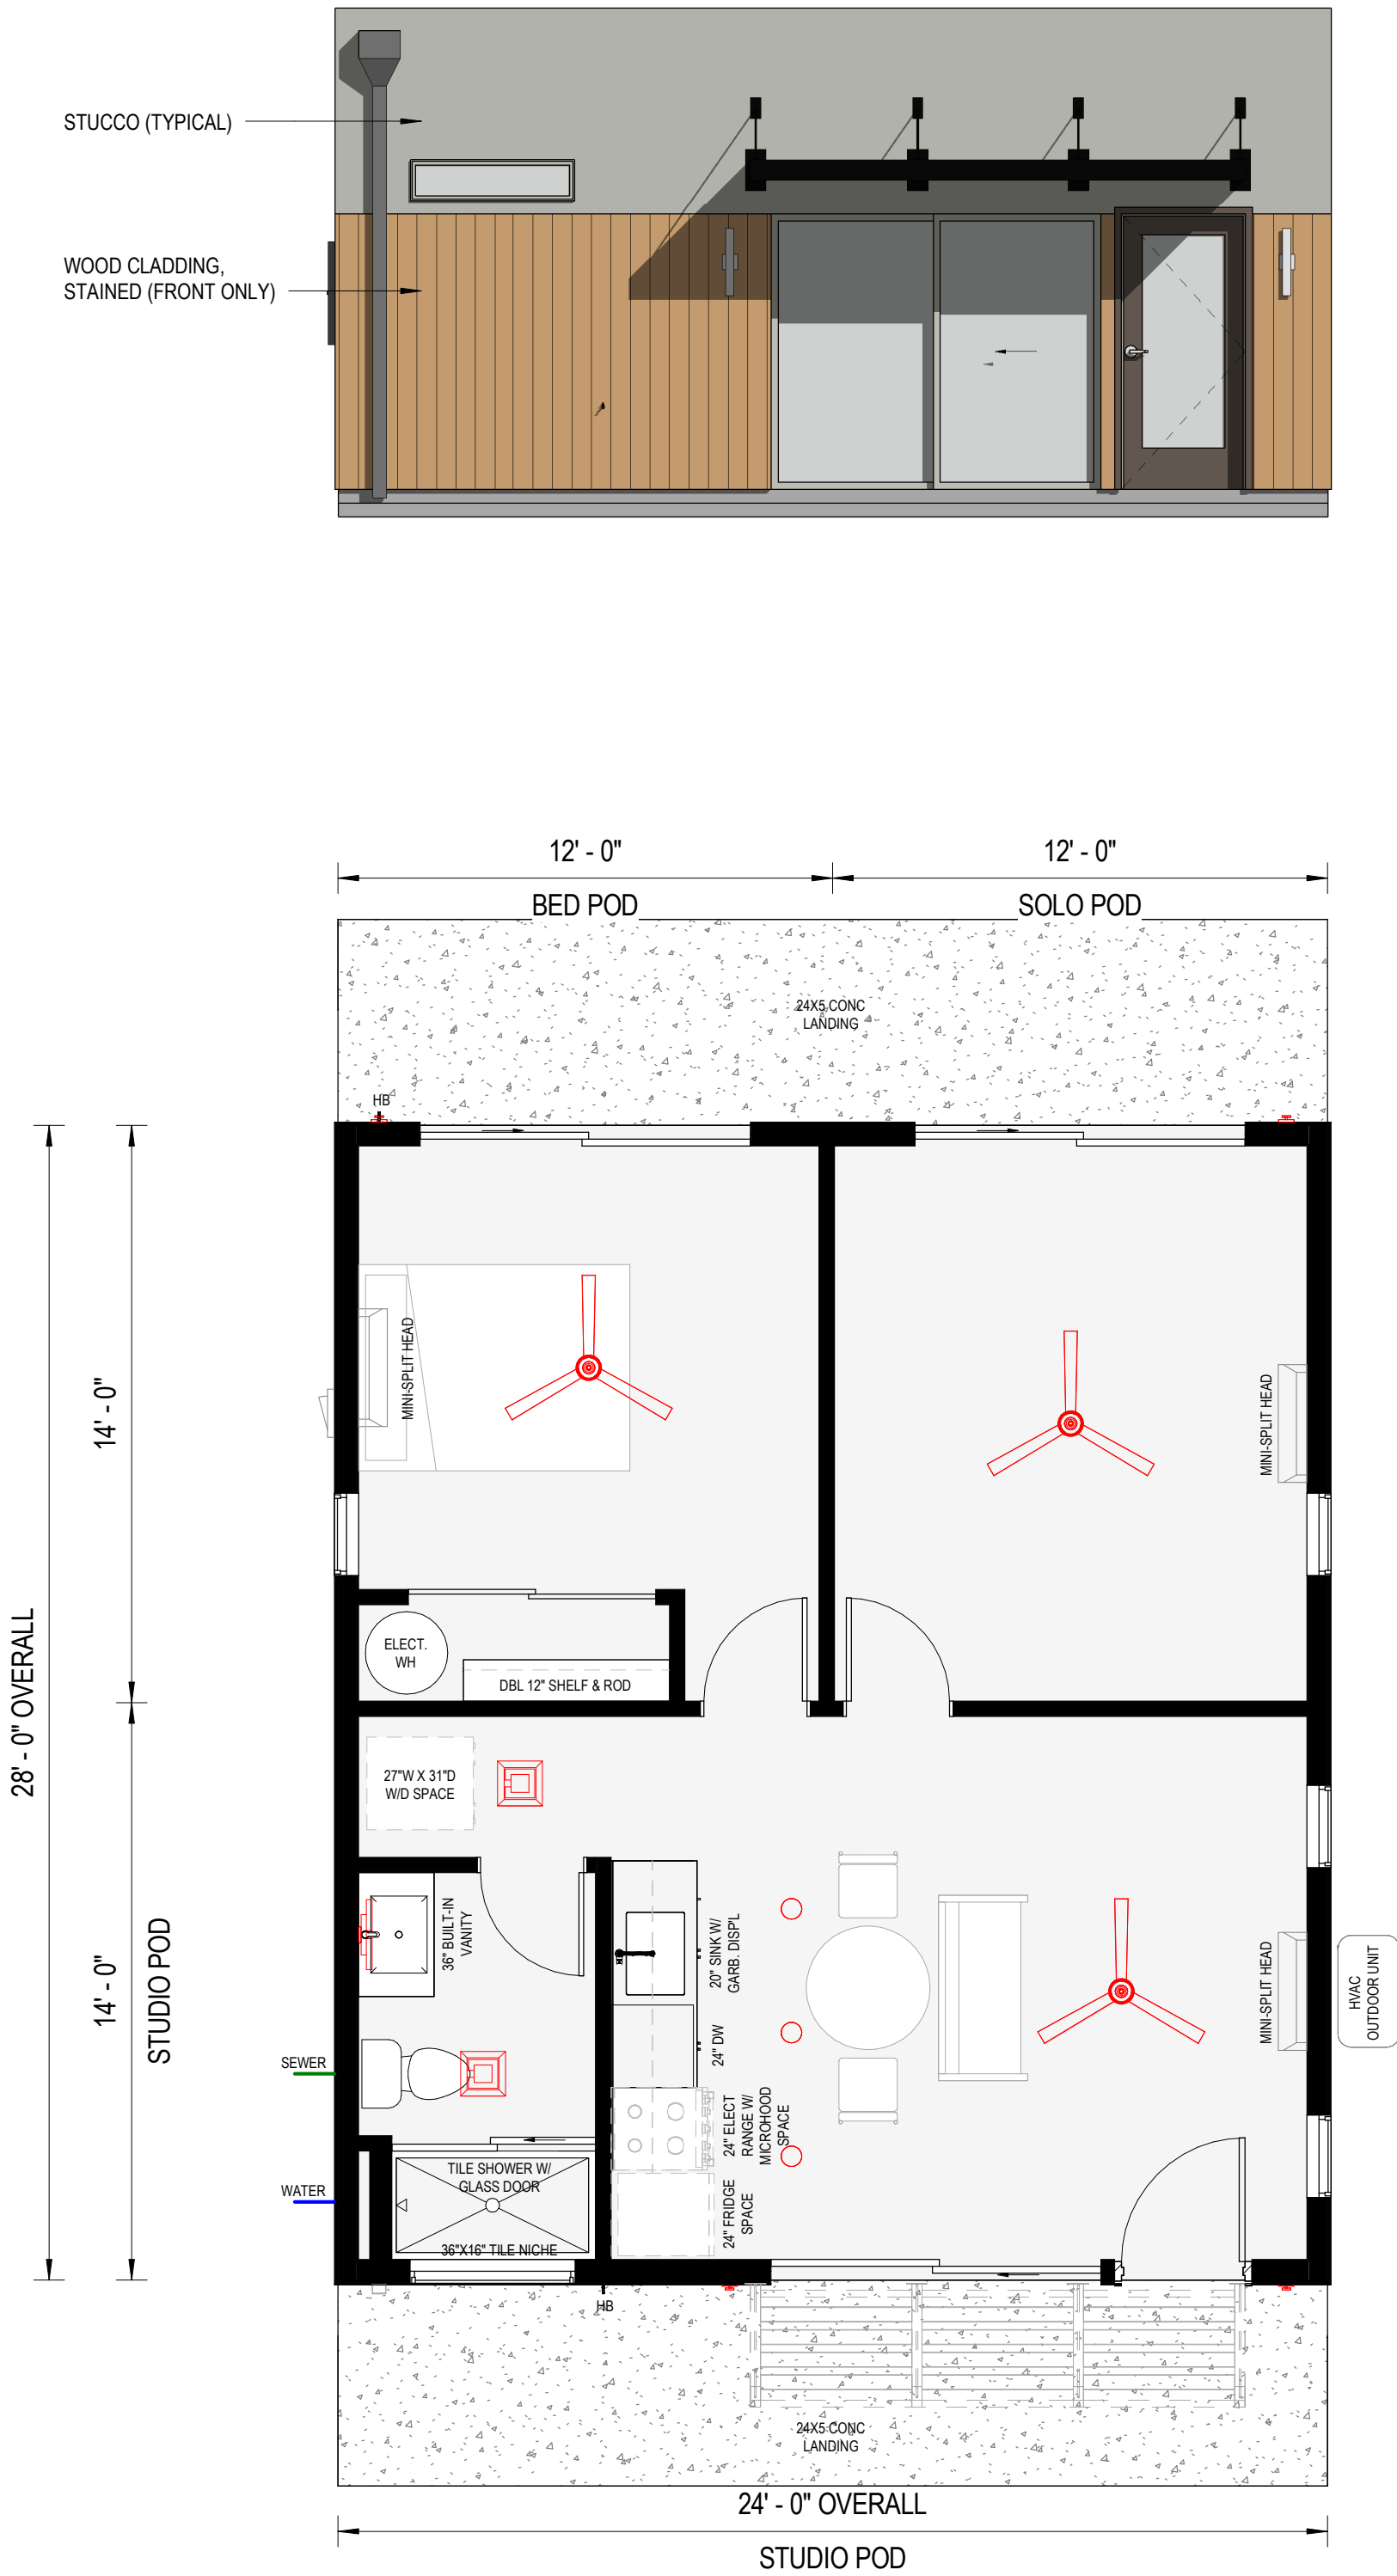 STUCCO (TYPICAL)
WOOD CLADDING,
STAINED (FRONT ONLY)
12' - 0"
12' - 0"
BED POD
SOLO POD
24X5 CONC
LANDING
HB
MINI-SPLIT HEAD
MINI-SPLIT HEAD
14' - 0"
28' - 0" OVERALL
ELECT.
WH
DBL 12" SHELF & ROD
27"W X 31"D
W/D SPACE
36" BUILT-IN
VANITY
20" SINK W/
GARB. DISP'L
24" DW
24" ELECT
RANGE W/
MICROHOOD
SPACE
24" FRIDGE
SPACE
MINI-SPLIT HEAD
HVAC
OUTDOOR UNIT
14' - 0"
STUDIO POD
SEWER
WATER
TILE SHOWER W/
GLASS DOOR
36"X16" TILE NICHE
HB
24X5 CONC
LANDING
24' - 0" OVERALL
STUDIO POD